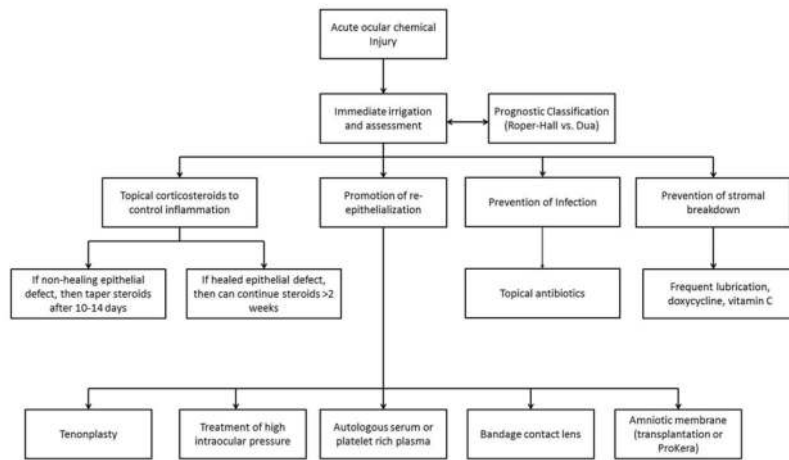 Acute ocular chemical
Injury
Immediate irrigation
and assessment
Prognostic Classification
(Roper-Hall vs. Dua)
Topical corticosteroids to
control inflammation
Promotion of re-
epithelialization
Prevention of Infection
Prevention of stromal
breakdown
If non-healing epithelial
defect, then taper steroids
after 10-14 days
If healed epithelial defect,
then can continue steroids >2
weeks
Topical antibiotics
Frequent lubrication,
doxycycline, vitamin C
Tenonplasty
Treatment of high
intraocular pressure
Autologous serum or
platelet rich plasma
Bandage contact lens
Amniotic membrane
(transplantation or
ProKera)